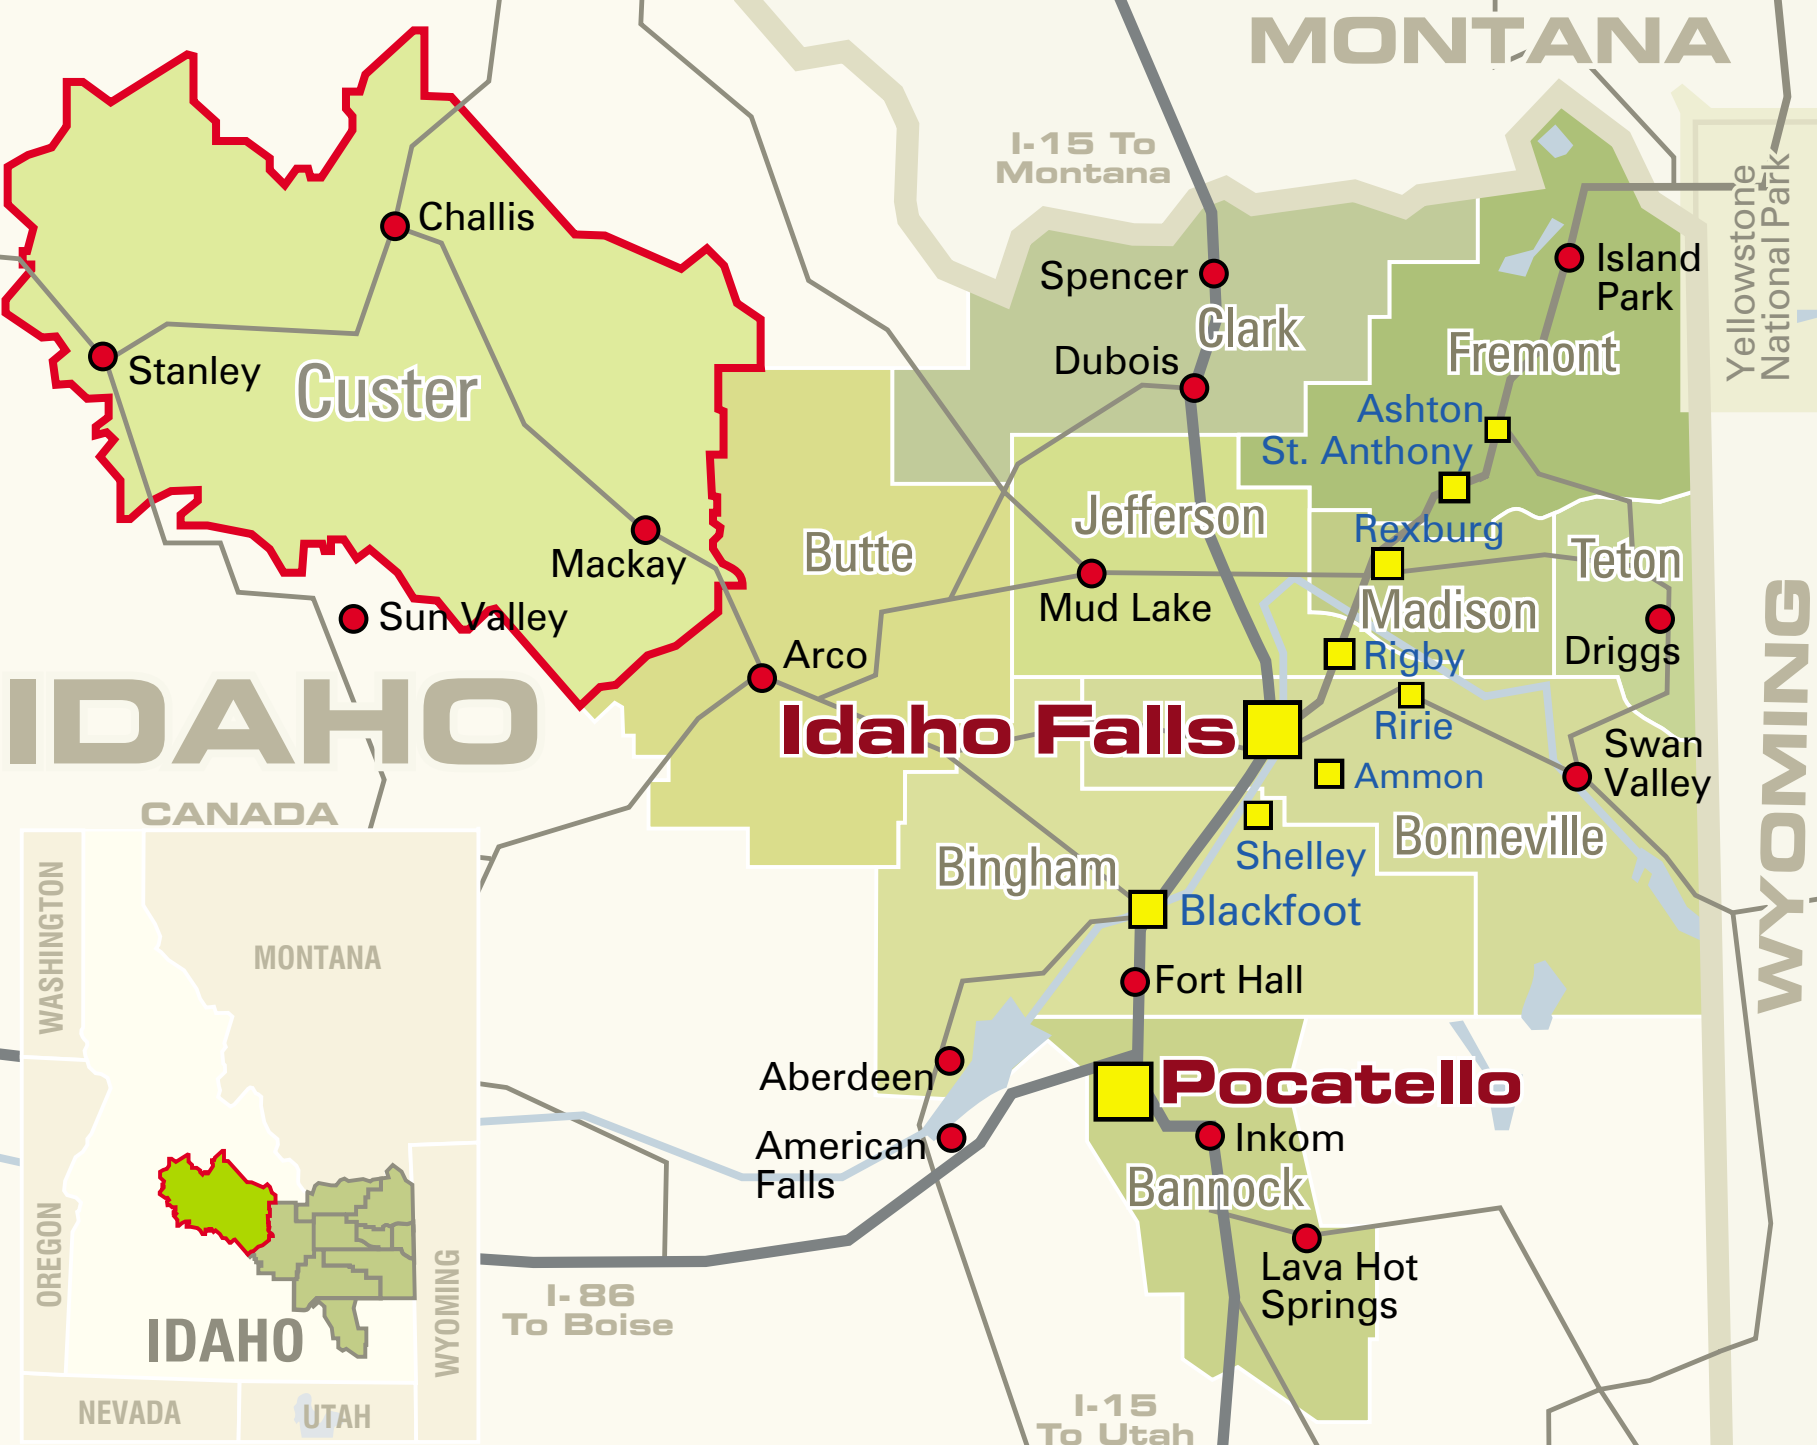 MONTANA
I-15 To
Montana
Yellowstone
National Park
Challis
Spencer
Island
Park
Clark
Dubois
Fremont
Stanley
Custer
Ashton
St. Anthony
Jefferson
Rexburg
Butte
Teton
Mackay
Mud Lake
Madison
Sun Valley
Arco
Rigby
Driggs
WYOMING
IDAHO
Idaho Falls
Ririe
Swan
Valley
Ammon
CANADA
Shelley
Bonneville
Bingham
Blackfoot
WASHINGTON
MONTANA
Fort Hall
Aberdeen
Pocatello
American
Falls
Inkom
Bannock
OREGON
WYOMING
Lava Hot
Springs
I-86
To Boise
IDAHO
NEVADA
UTAH
I-15
To Utah